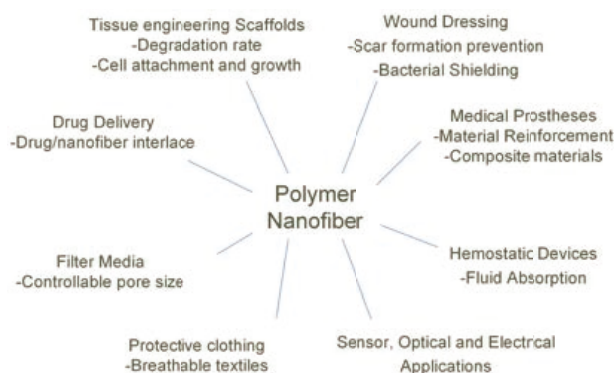 Tissue engineering Scaffolds
-Degradation rate
-Cell attachment and growth
Wound Dressing
-Scar formation prevention
-Bacterial Shielding
Drug Delivery
-Drug/nanofiber interlace
Medical Prostheses
-Material Reinforcement
-Composite materials
Polymer
Nanofiber
Filter Media
-Controllable pore size
Hemostatic Devices
-Fluid Absorption
Protective clothing
-Breathable textiles
Sensor, Optical and Electrical
Applications